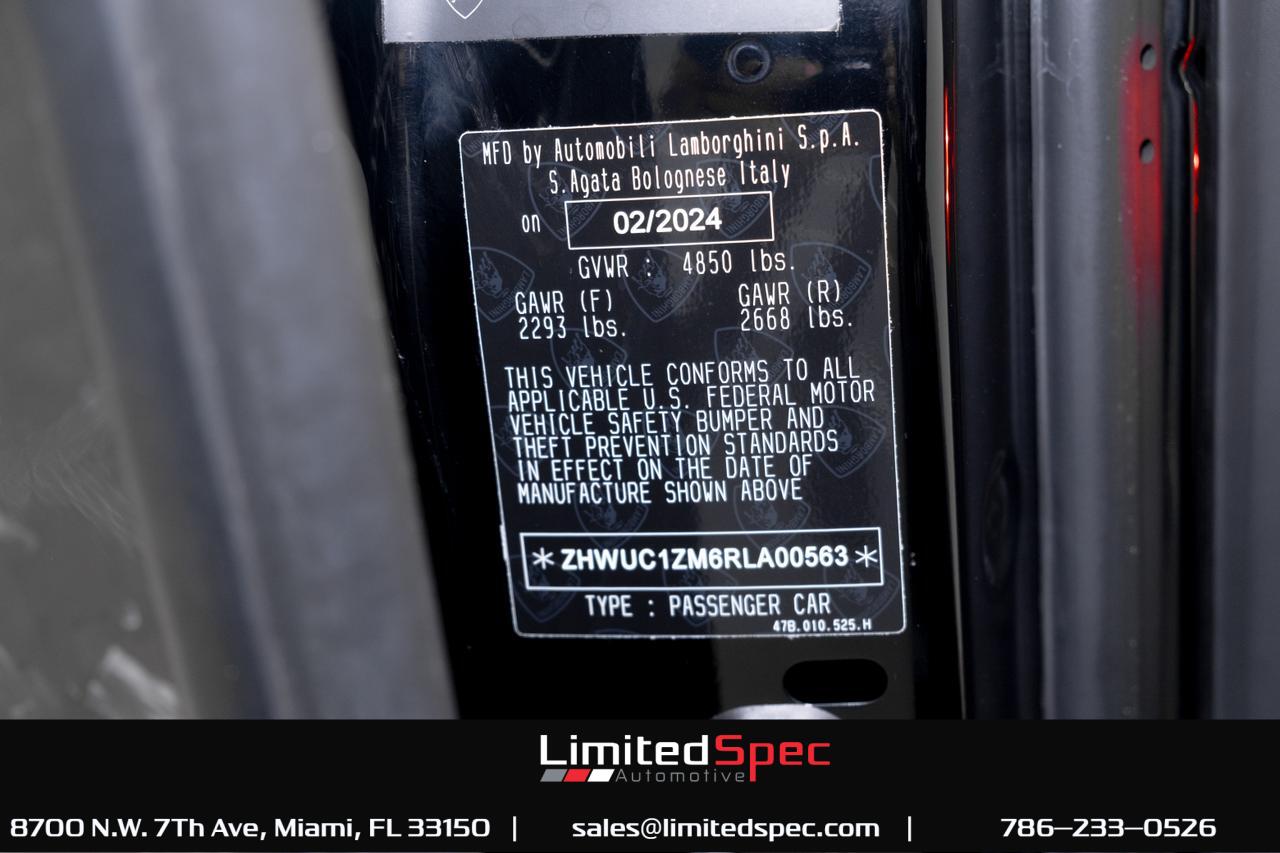 MFD by Automobili Lamborghini S.p.A.
S.Agata Bolognese Italy
on 02/2024
GVWR : 4850 lbs.
GAWR (F) GAWR (R)
2293 lbs. 2668 lbs.
THIS VEHICLE CONFORMS TO ALL
APPLICABLE U.S. FEDERAL MOTOR
VEHICLE SAFETY BUMPER AND
THEFT PREVENTION STANDARDS
IN EFFECT ON THE DATE OF
MANUFACTURE SHOWN ABOVE
*ZHWUC1ZM6RLA00563*
TYPE : PASSENGER CAR
47B.010.525.H
LimitedSpec
Automotive
8700 N.W. 7Th Ave, Miami, FL 33150 | sales@limitedspec.com | 786-233-0526